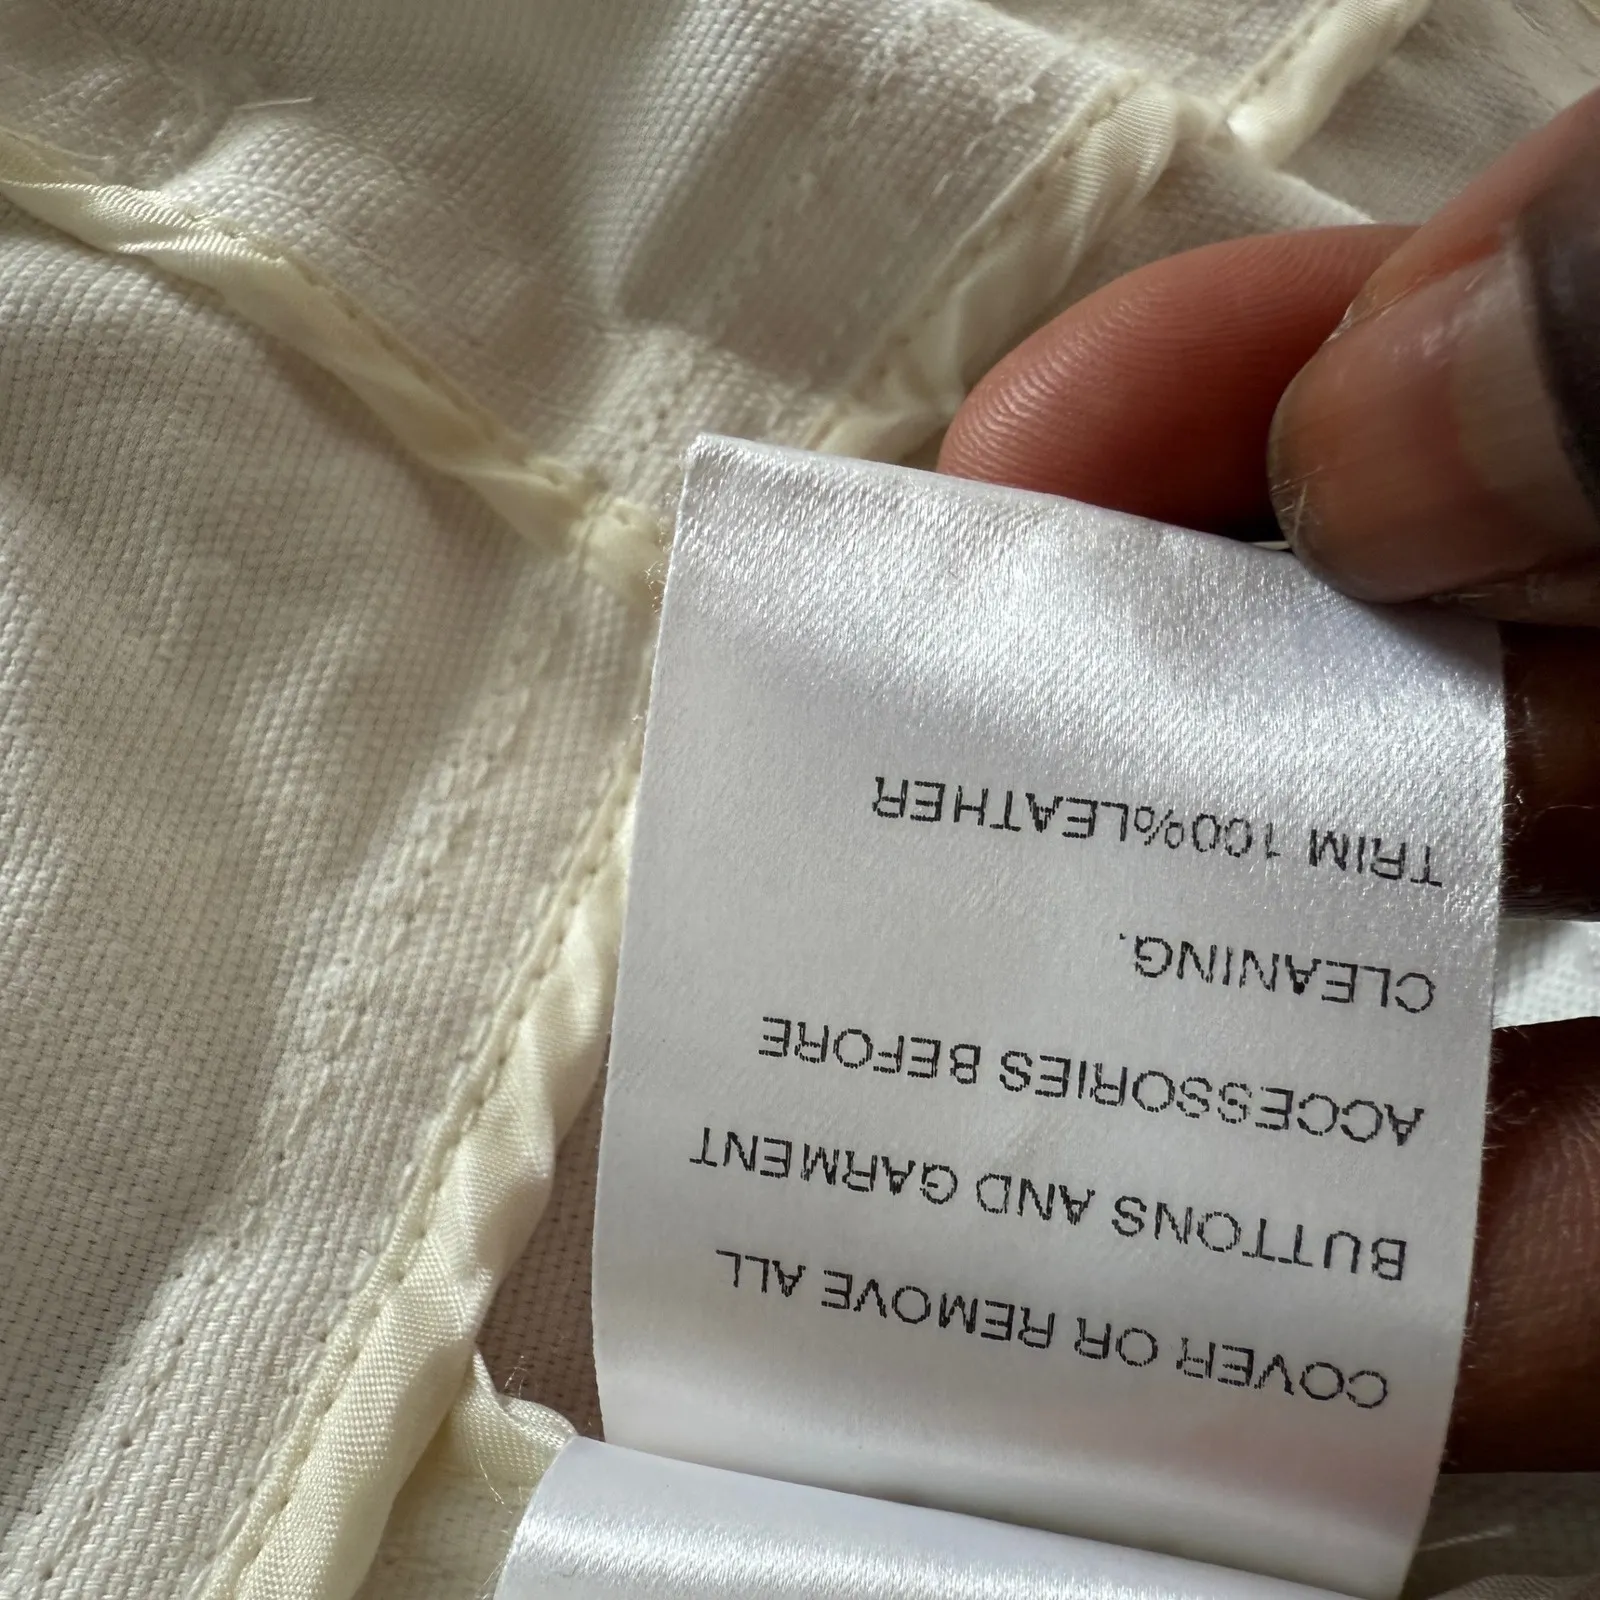 COVER OR REMOVE ALL
BUTTONS AND GARMENT
ACCESSORIES BEFORE
CLEANING.
TRIM 100%LEATHER